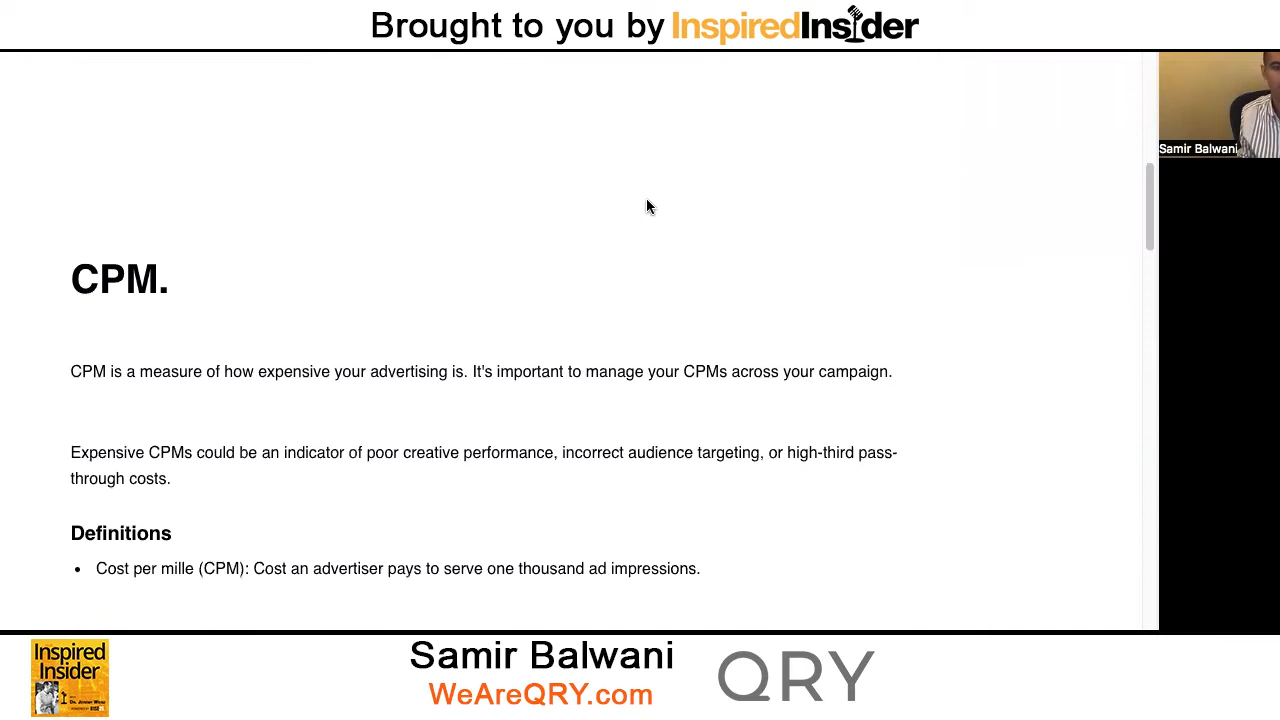 Brought to you by InspiredInsider
Samir Balwani
CPM.
CPM is a measure of how expensive your advertising is. It's important to manage your CPMs across your campaign.
Expensive CPMs could be an indicator of poor creative performance, incorrect audience targeting, or high-third pass-
through costs.
Definitions
• Cost per mille (CPM): Cost an advertiser pays to serve one thousand ad impressions.
Inspired
Insider
Samir Balwani
WeAreQRY.com
QRY